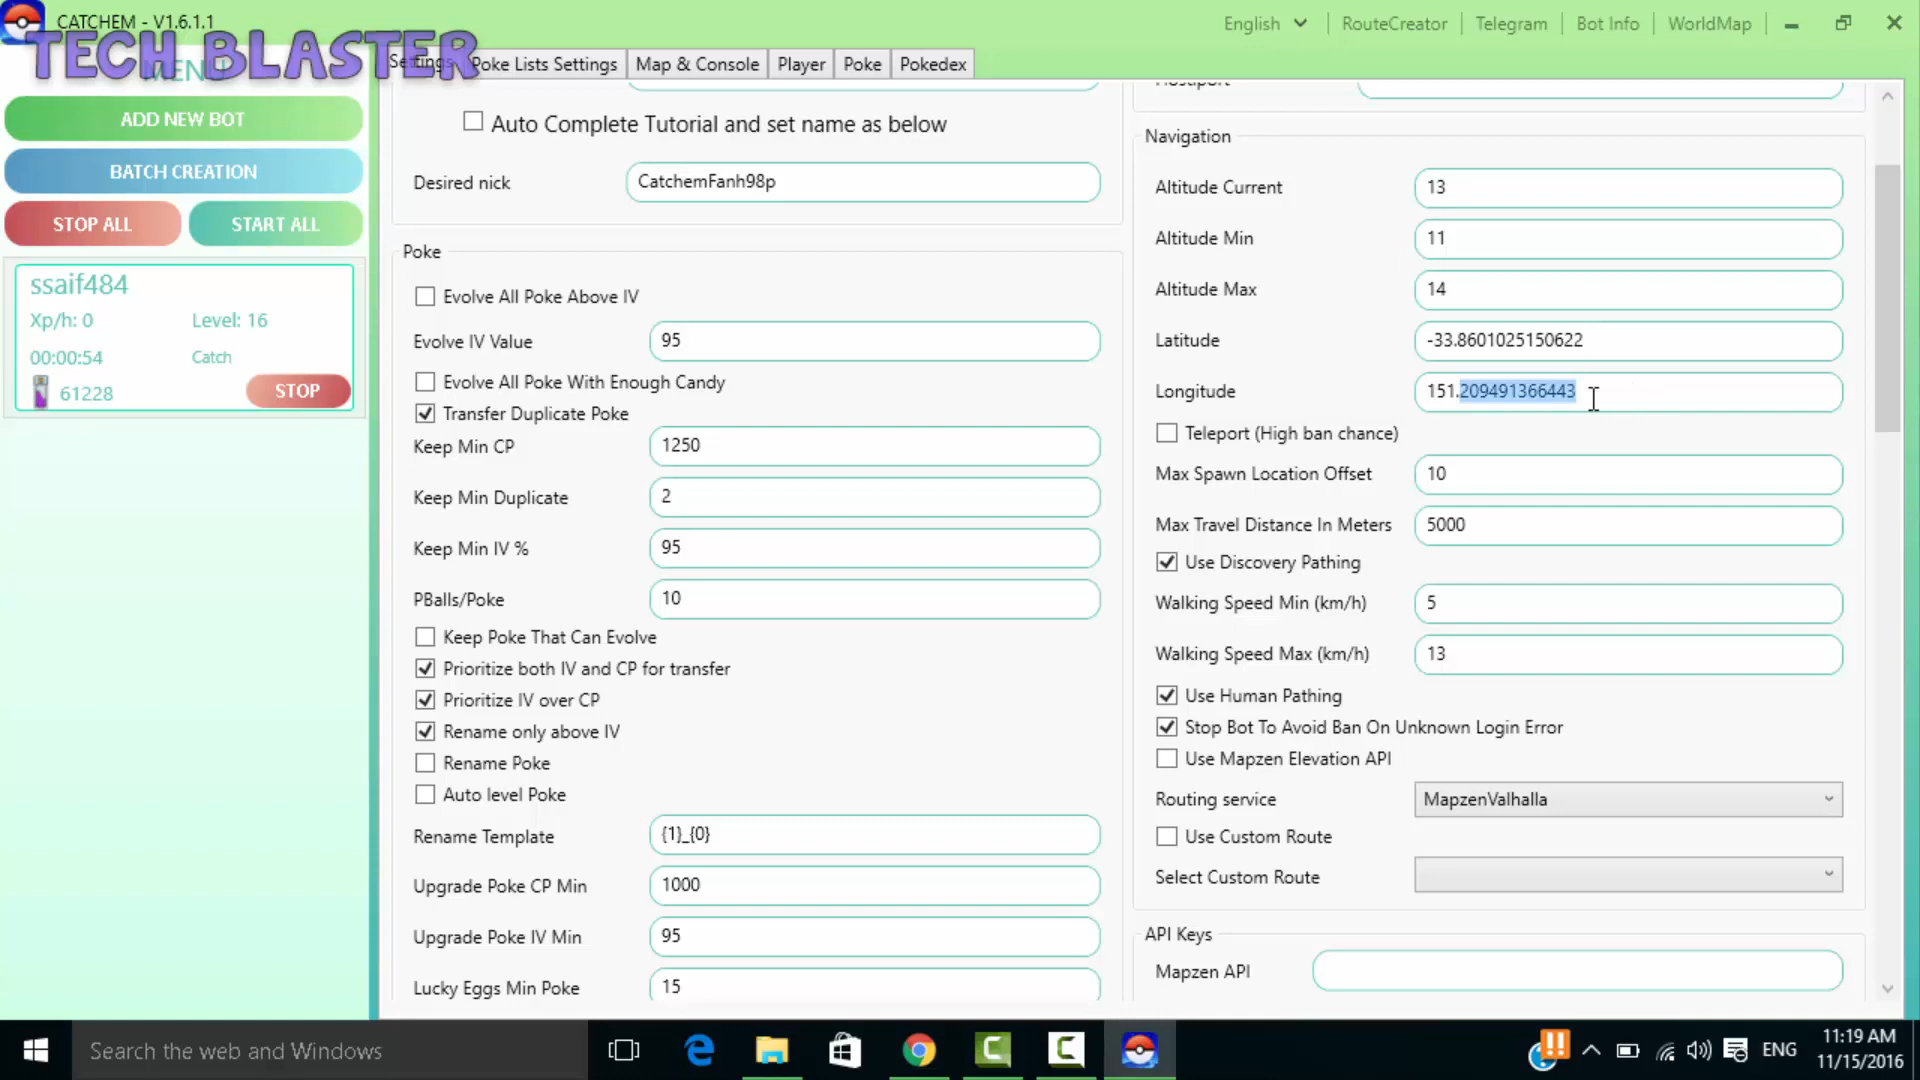 CATCHEM - V1.6.1.1
English
RouteCreator
Telegram
Bot Info
WorldMap
TECH BLASTER
MENU
ADD NEW BOT
BATCH CREATION
STOP ALL
START ALL
ssaif484
Xp/h: 0
Level: 16
00:00:54
Catch
61228
STOP
Settings
Poke Lists Settings
Map & Console
Player
Poke
Pokedex
Auto Complete Tutorial and set name as below
Desired nick
CatchemFanh98p
Poke
Evolve All Poke Above IV
Evolve IV Value
95
Evolve All Poke With Enough Candy
Transfer Duplicate Poke
Keep Min CP
1250
Keep Min Duplicate
2
Keep Min IV %
95
PBalls/Poke
10
Keep Poke That Can Evolve
Prioritize both IV and CP for transfer
Prioritize IV over CP
Rename only above IV
Rename Poke
Auto level Poke
Rename Template
{1}_{0}
Upgrade Poke CP Min
1000
Upgrade Poke IV Min
95
Lucky Eggs Min Poke
15
Navigation
Altitude Current
13
Altitude Min
11
Altitude Max
14
Latitude
-33.8601025150622
Longitude
151.209491366443
Teleport (High ban chance)
Max Spawn Location Offset
10
Max Travel Distance In Meters
5000
Use Discovery Pathing
Walking Speed Min (km/h)
5
Walking Speed Max (km/h)
13
Use Human Pathing
Stop Bot To Avoid Ban On Unknown Login Error
Use Mapzen Elevation API
Routing service
MapzenValhalla
Use Custom Route
Select Custom Route
API Keys
Mapzen API
Search the web and Windows
ENG
11:19 AM
11/15/2016